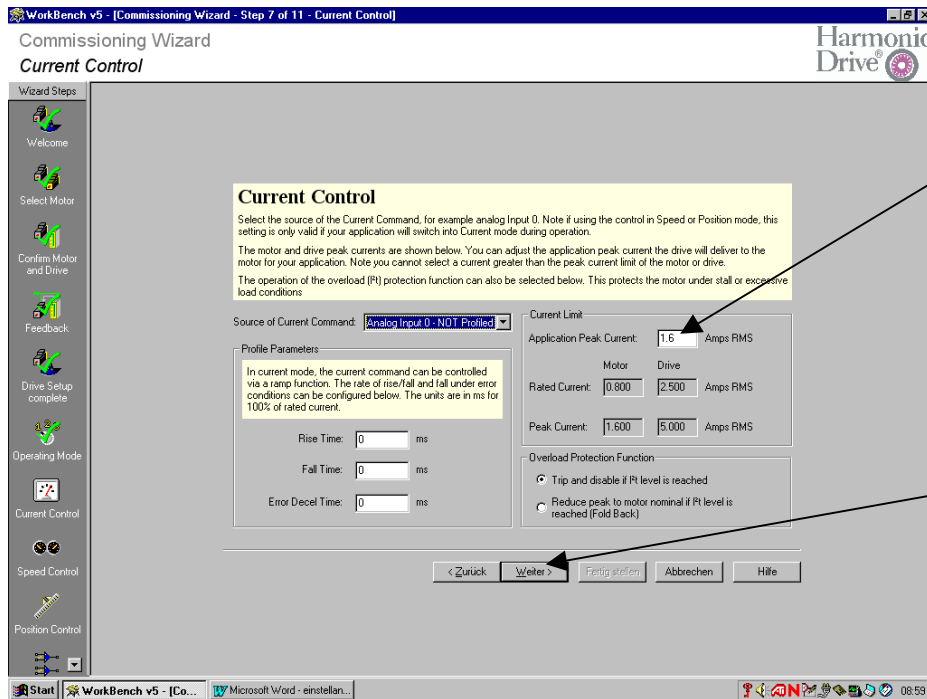 WorkBench v5 - [Commissioning Wizard - Step 7 of 11 - Current Control]
Commissioning Wizard
Current Control
Harmonic
Drive®
Wizard Steps
Welcome
Select Motor
Confirm Motor
and Drive
Feedback
Drive Setup
complete
Operating Mode
Current Control
Speed Control
Position Control
Current Control
Select the source of the Current Command, for example analog Input 0. Note if using the control in Speed or Position mode, this
setting is only valid if your application will switch into Current mode during operation.
The motor and drive peak currents are shown below. You can adjust the application peak current the drive will deliver to the
motor for your application. Note you cannot select a current greater than the peak current limit of the motor or drive.
The operation of the overload (I²t) protection function can also be selected below. This protects the motor under stall or excessive
load conditions
Source of Current Command: Analog Input 0 - NOT Profiled
Profile Parameters
In current mode, the current command can be controlled
via a ramp function. The rate of rise/fall and fall under error
conditions can be configured below. The units are in ms for
100% of rated current.
Rise Time: 0 ms
Fall Time: 0 ms
Error Decel Time: 0 ms
Current Limit
Application Peak Current: 1.6 Amps RMS
Motor Drive
Rated Current: 0.800 2.500 Amps RMS
Peak Current: 1.600 5.000 Amps RMS
Overload Protection Function
Trip and disable if I²t level is reached
Reduce peak to motor nominal if I²t level is
reached (Fold Back)
< Zurück Weiter > Fertig stellen Abbrechen Hilfe
Start WorkBench v5 - [Co... Microsoft Word - einstellan... 08:59